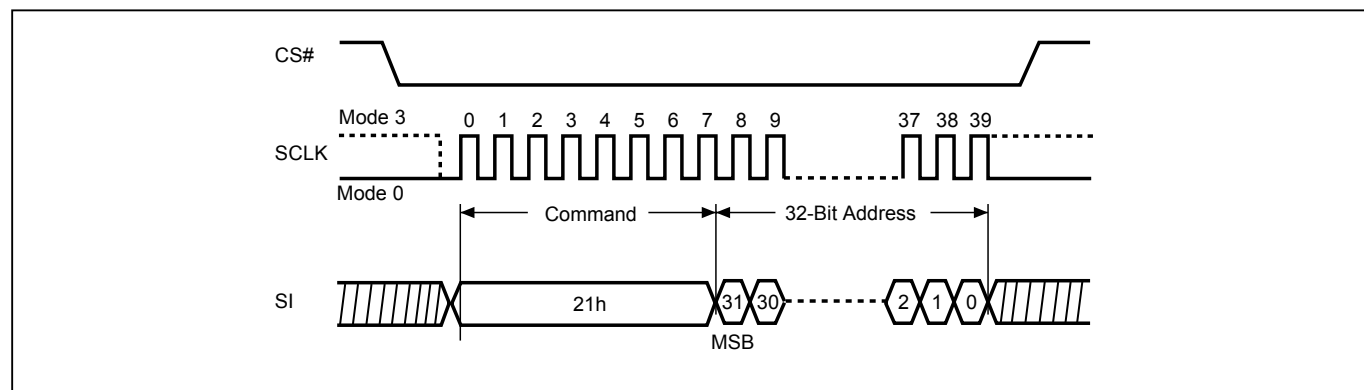 CS#
Mode 3
0 1 2 3 4 5 6 7 8 9 37 38 39
SCLK
Mode 0
Command 32-Bit Address
SI 21h 31 30 2 1 0
MSB